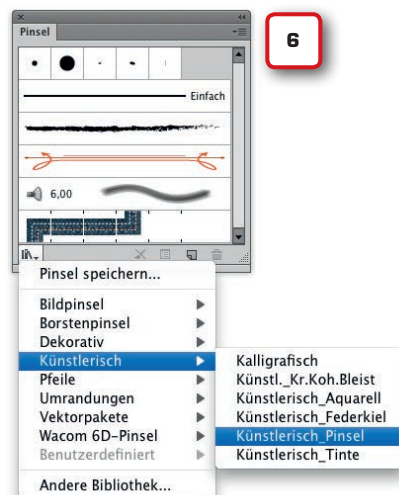 Pinsel
6
Einfach
6,00
Pinsel speichern...
Bildpinsel
Borstenpinsel
Dekorativ
Künstlerisch
Pfeile
Umrandungen
Vektorpakete
Wacom 6D-Pinsel
Benutzerdefiniert
Andere Bibliothek...
Kalligrafisch
Künstl._Kr.Koh.Bleist
Künstlerisch_Aquarell
Künstlerisch_Federkiel
Künstlerisch_Pinsel
Künstlerisch_Tinte